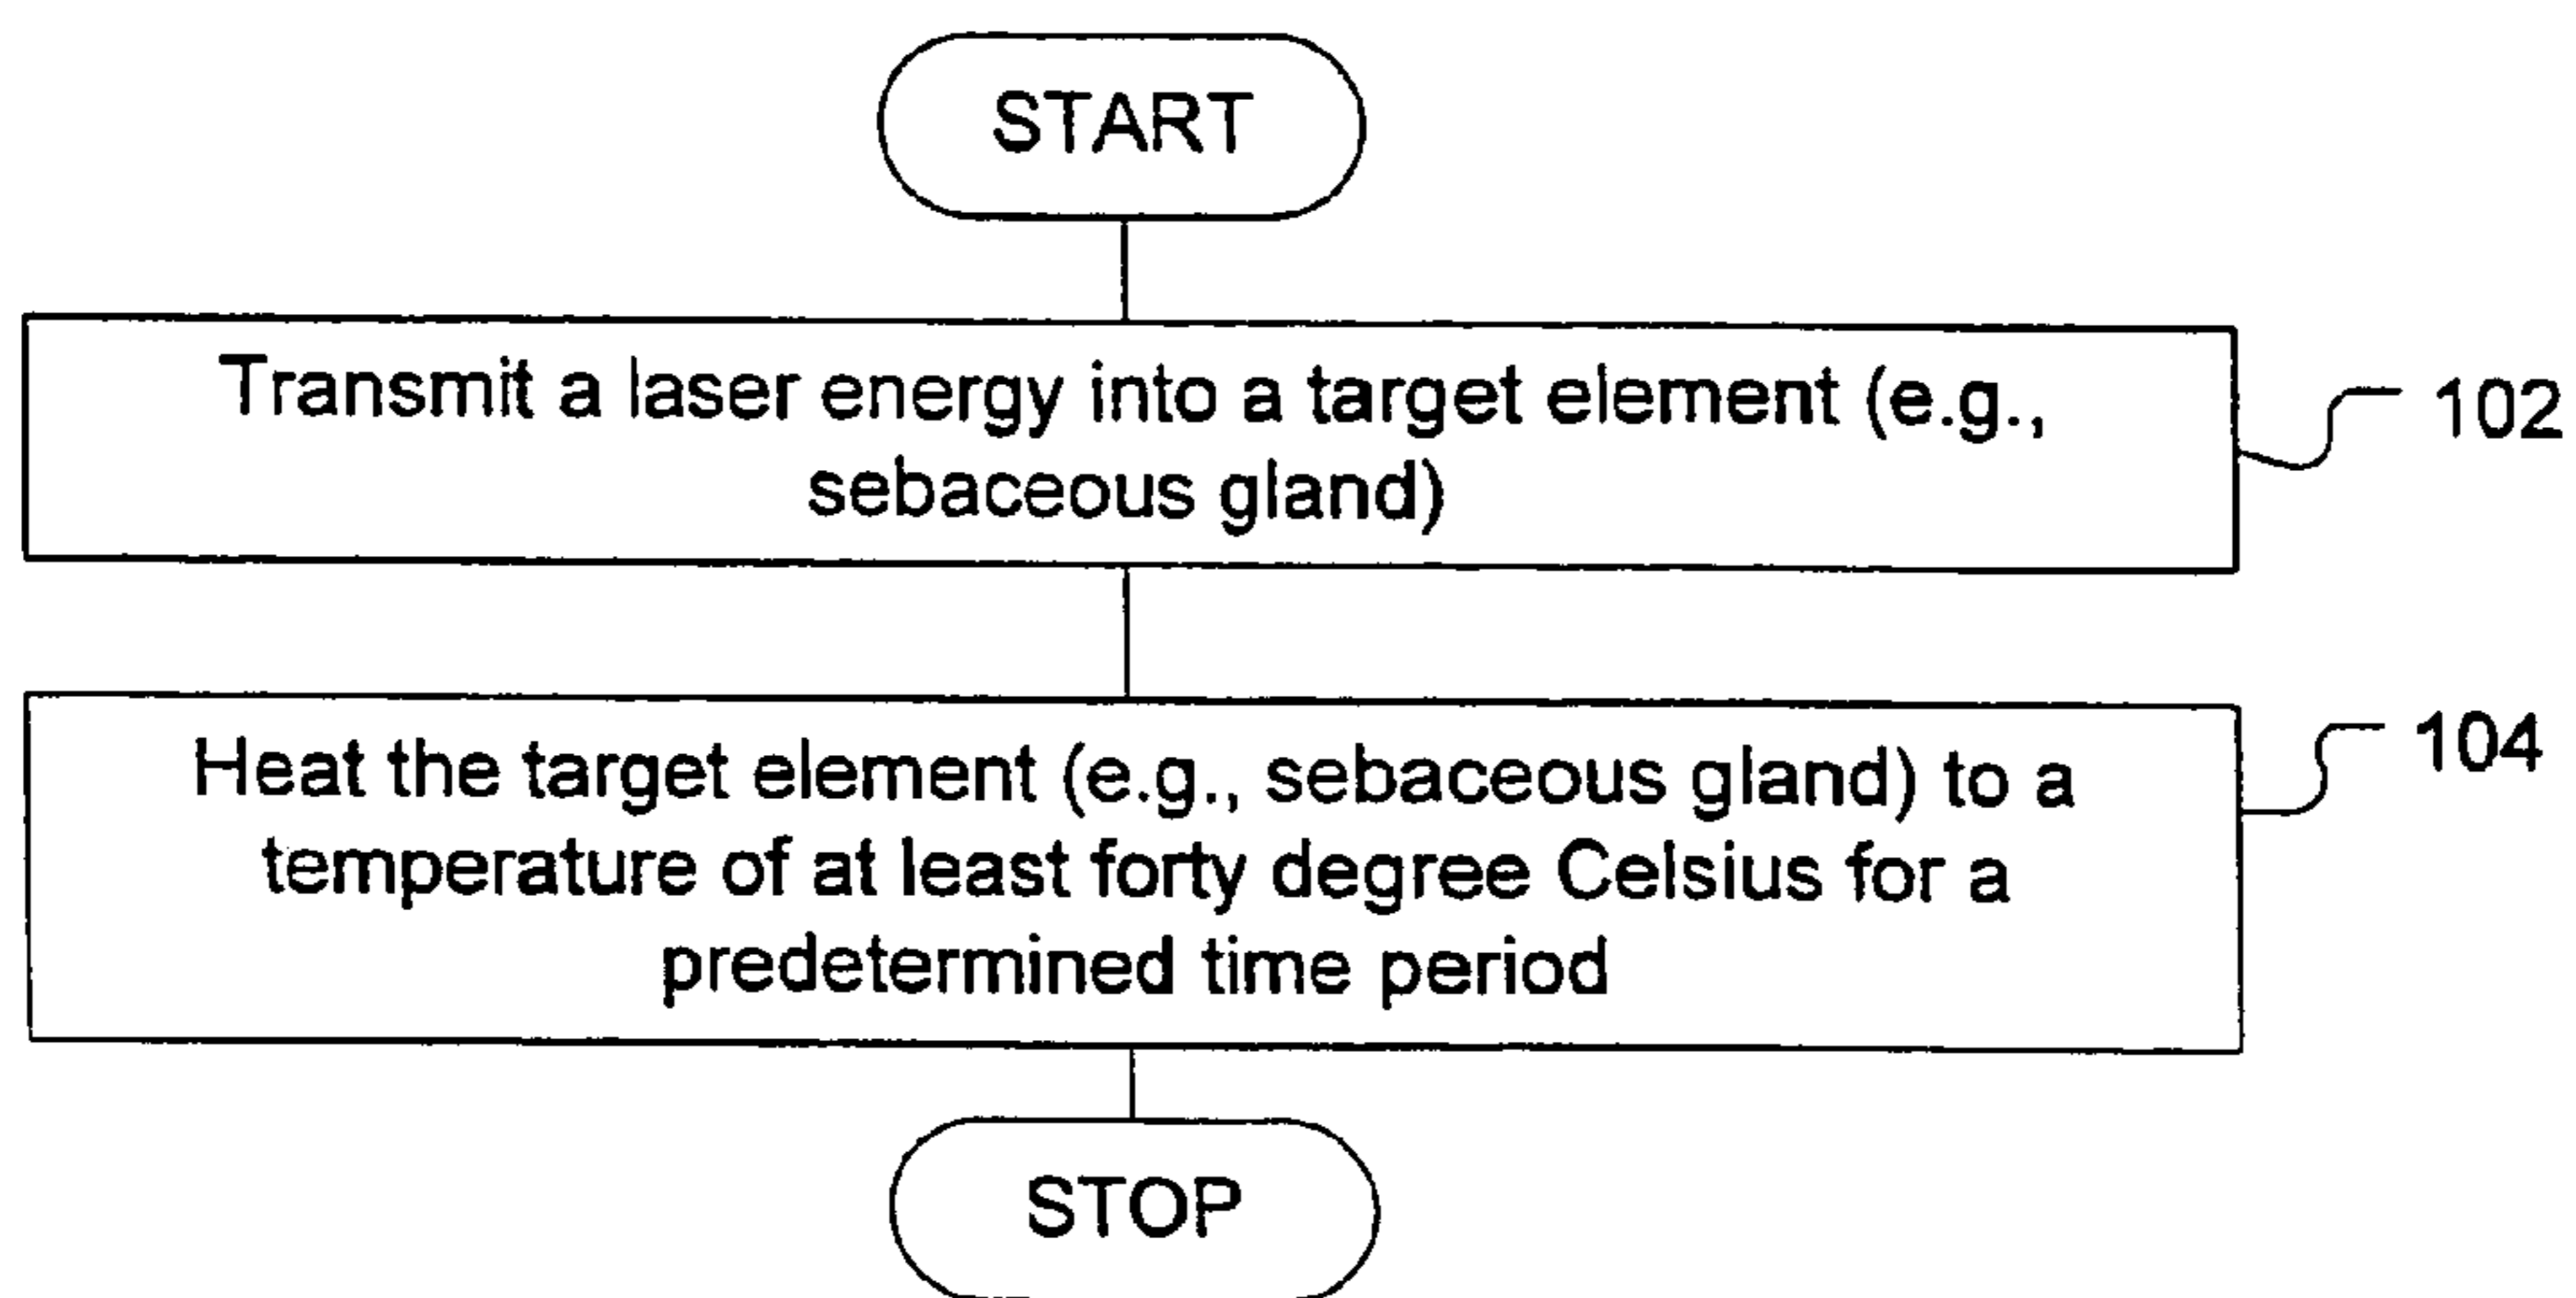 START
Transmit a laser energy into a target element (e.g.,
sebaceous gland)
102
Heat the target element (e.g., sebaceous gland) to a
temperature of at least forty degree Celsius for a
predetermined time period
104
STOP